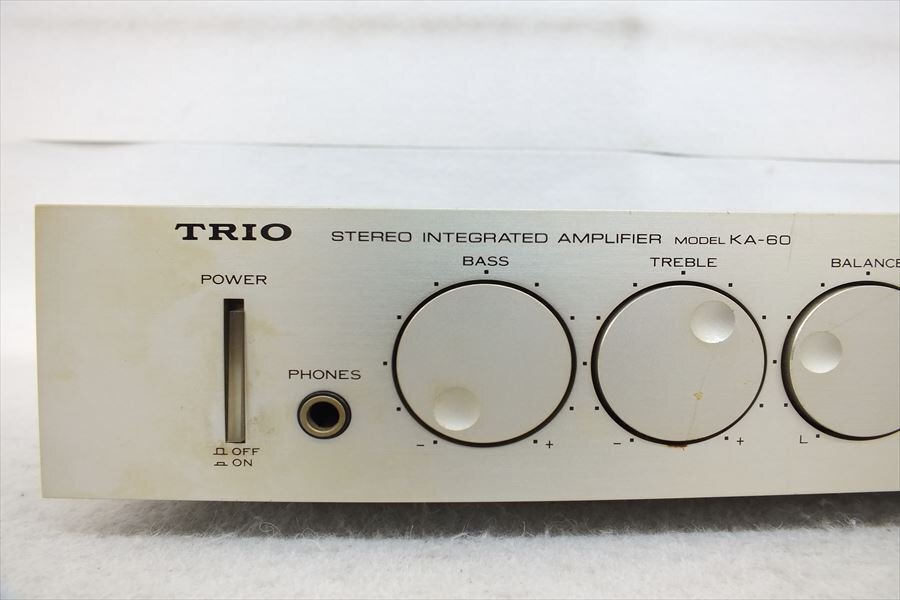 TRIO STEREO INTEGRATED AMPLIFIER MODEL KA-60
POWER
BASS
TREBLE
BALANCE
PHONES
OFF
ON
- +
- +
L